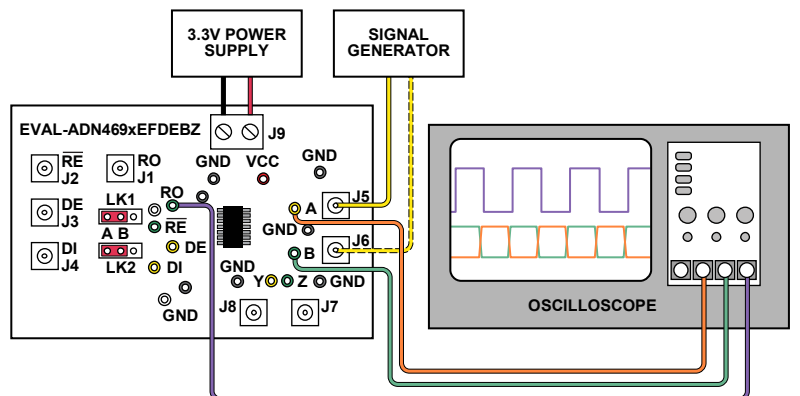 3.3V POWER
SUPPLY
SIGNAL
GENERATOR
EVAL-ADN469xEFDEBZ
J9
RE
J2
RO
J1
GND
VCC
GND
DE
J3
LK1
RO
A
J5
A B
RE
GND
J6
DI
J4
DE
B
LK2
DI
GND
Y
Z
GND
GND
J8
J7
OSCILLOSCOPE